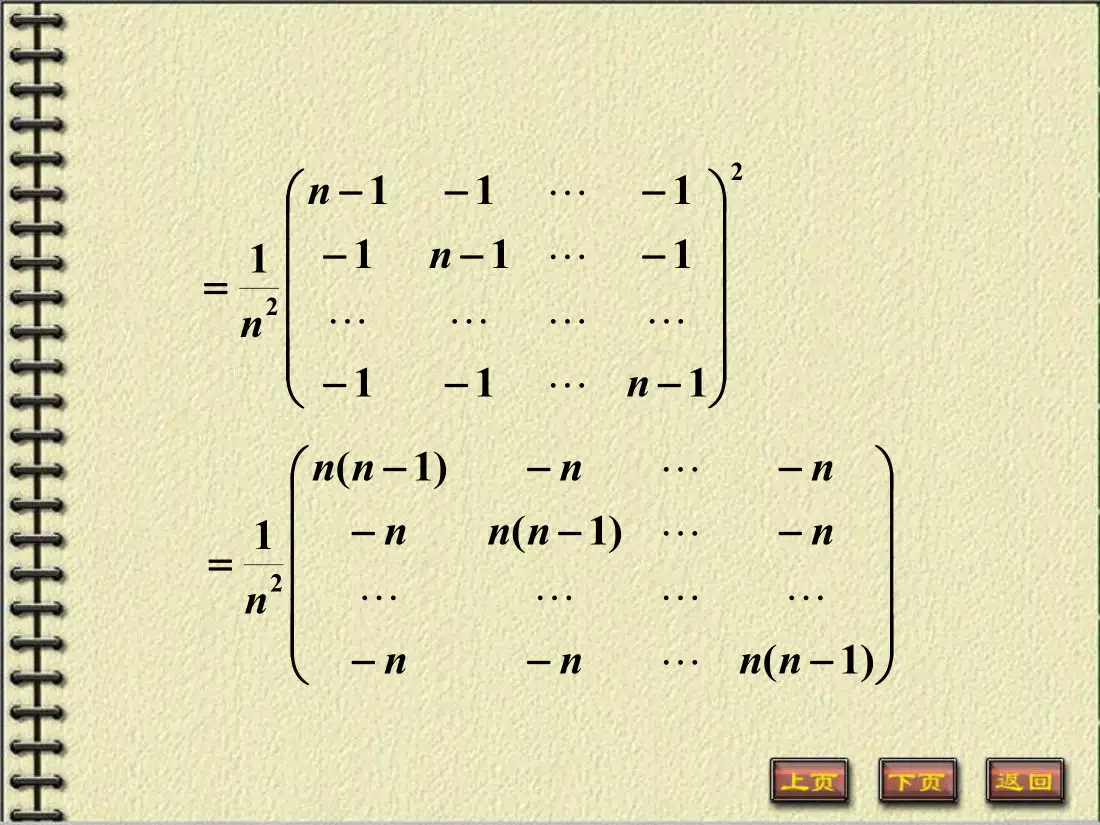 = 1/n² ( n−1 −1 ⋯ −1 )²
−1 n−1 ⋯ −1
⋯ ⋯ ⋯ ⋯
−1 −1 ⋯ n−1
= 1/n² ( n(n−1) −n ⋯ −n )
−n n(n−1) ⋯ −n
⋯ ⋯ ⋯ ⋯
−n −n ⋯ n(n−1)
上页 下页 返回